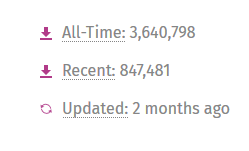 All-Time: 3,640,798
Recent: 847,481
Updated: 2 months ago